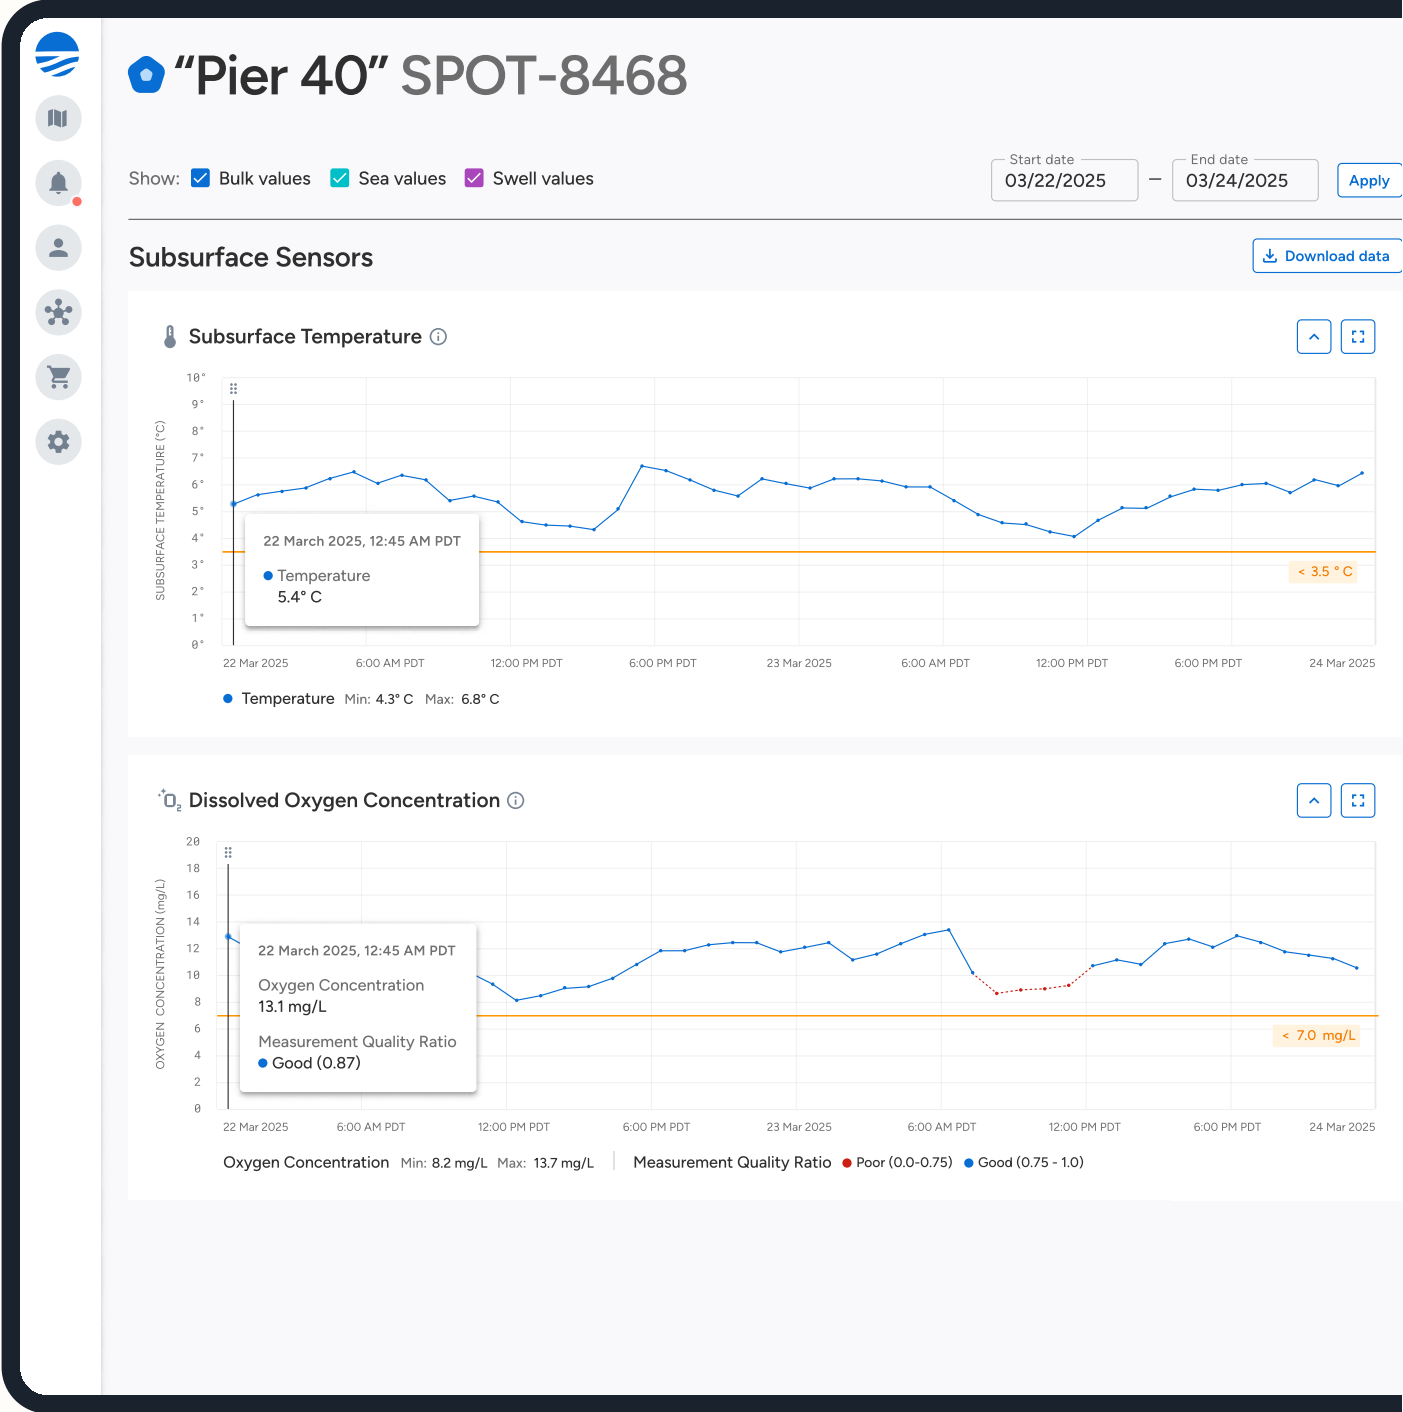 “Pier 40” SPOT-8468
Show: Bulk values Sea values Swell values
Start date
03/22/2025
–
End date
03/24/2025
Apply
Subsurface Sensors
Download data
Subsurface Temperature
SUBSURFACE TEMPERATURE (°C)
10°
9°
8°
7°
6°
5°
4°
3°
2°
1°
0°
22 March 2025, 12:45 AM PDT
Temperature
5.4° C
< 3.5 ° C
22 Mar 2025 6:00 AM PDT 12:00 PM PDT 6:00 PM PDT 23 Mar 2025 6:00 AM PDT 12:00 PM PDT 6:00 PM PDT 24 Mar 2025
Temperature Min: 4.3° C Max: 6.8° C
O2 Dissolved Oxygen Concentration
OXYGEN CONCENTRATION (mg/L)
20
18
16
14
12
10
8
6
4
2
0
22 March 2025, 12:45 AM PDT
Oxygen Concentration
13.1 mg/L
Measurement Quality Ratio
Good (0.87)
< 7.0 mg/L
22 Mar 2025 6:00 AM PDT 12:00 PM PDT 6:00 PM PDT 23 Mar 2025 6:00 AM PDT 12:00 PM PDT 6:00 PM PDT 24 Mar 2025
Oxygen Concentration Min: 8.2 mg/L Max: 13.7 mg/L Measurement Quality Ratio Poor (0.0-0.75) Good (0.75 - 1.0)